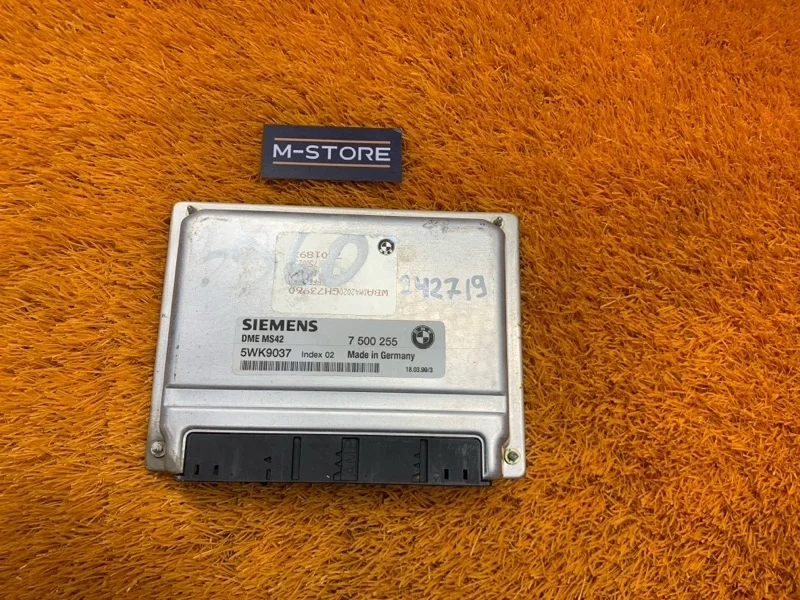 M-STORE
242719
SIEMENS
DME MS42
7 500 255
5WK9037 Index 02 Made in Germany
18.03.99/3